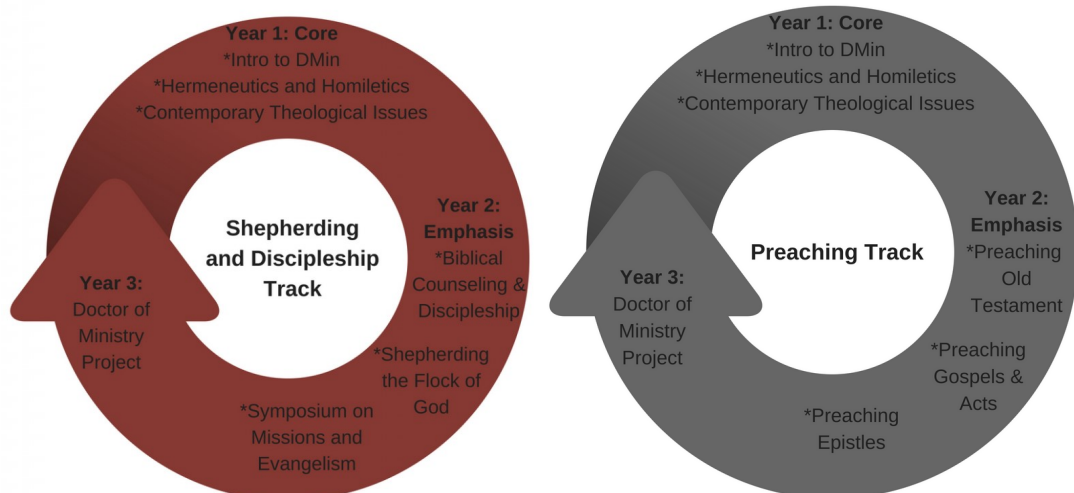 Year 1: Core
*Intro to DMin
*Hermeneutics and Homiletics
*Contemporary Theological Issues
Shepherding
and Discipleship
Track
Year 2:
Emphasis
*Biblical
Counseling &
Discipleship
*Shepherding
the Flock of
God
*Symposium on
Missions and
Evangelism
Year 3:
Doctor of
Ministry
Project
Year 1: Core
*Intro to DMin
*Hermeneutics and Homiletics
*Contemporary Theological Issues
Preaching Track
Year 2:
Emphasis
*Preaching
Old
Testament
*Preaching
Gospels &
Acts
*Preaching
Epistles
Year 3:
Doctor of
Ministry
Project